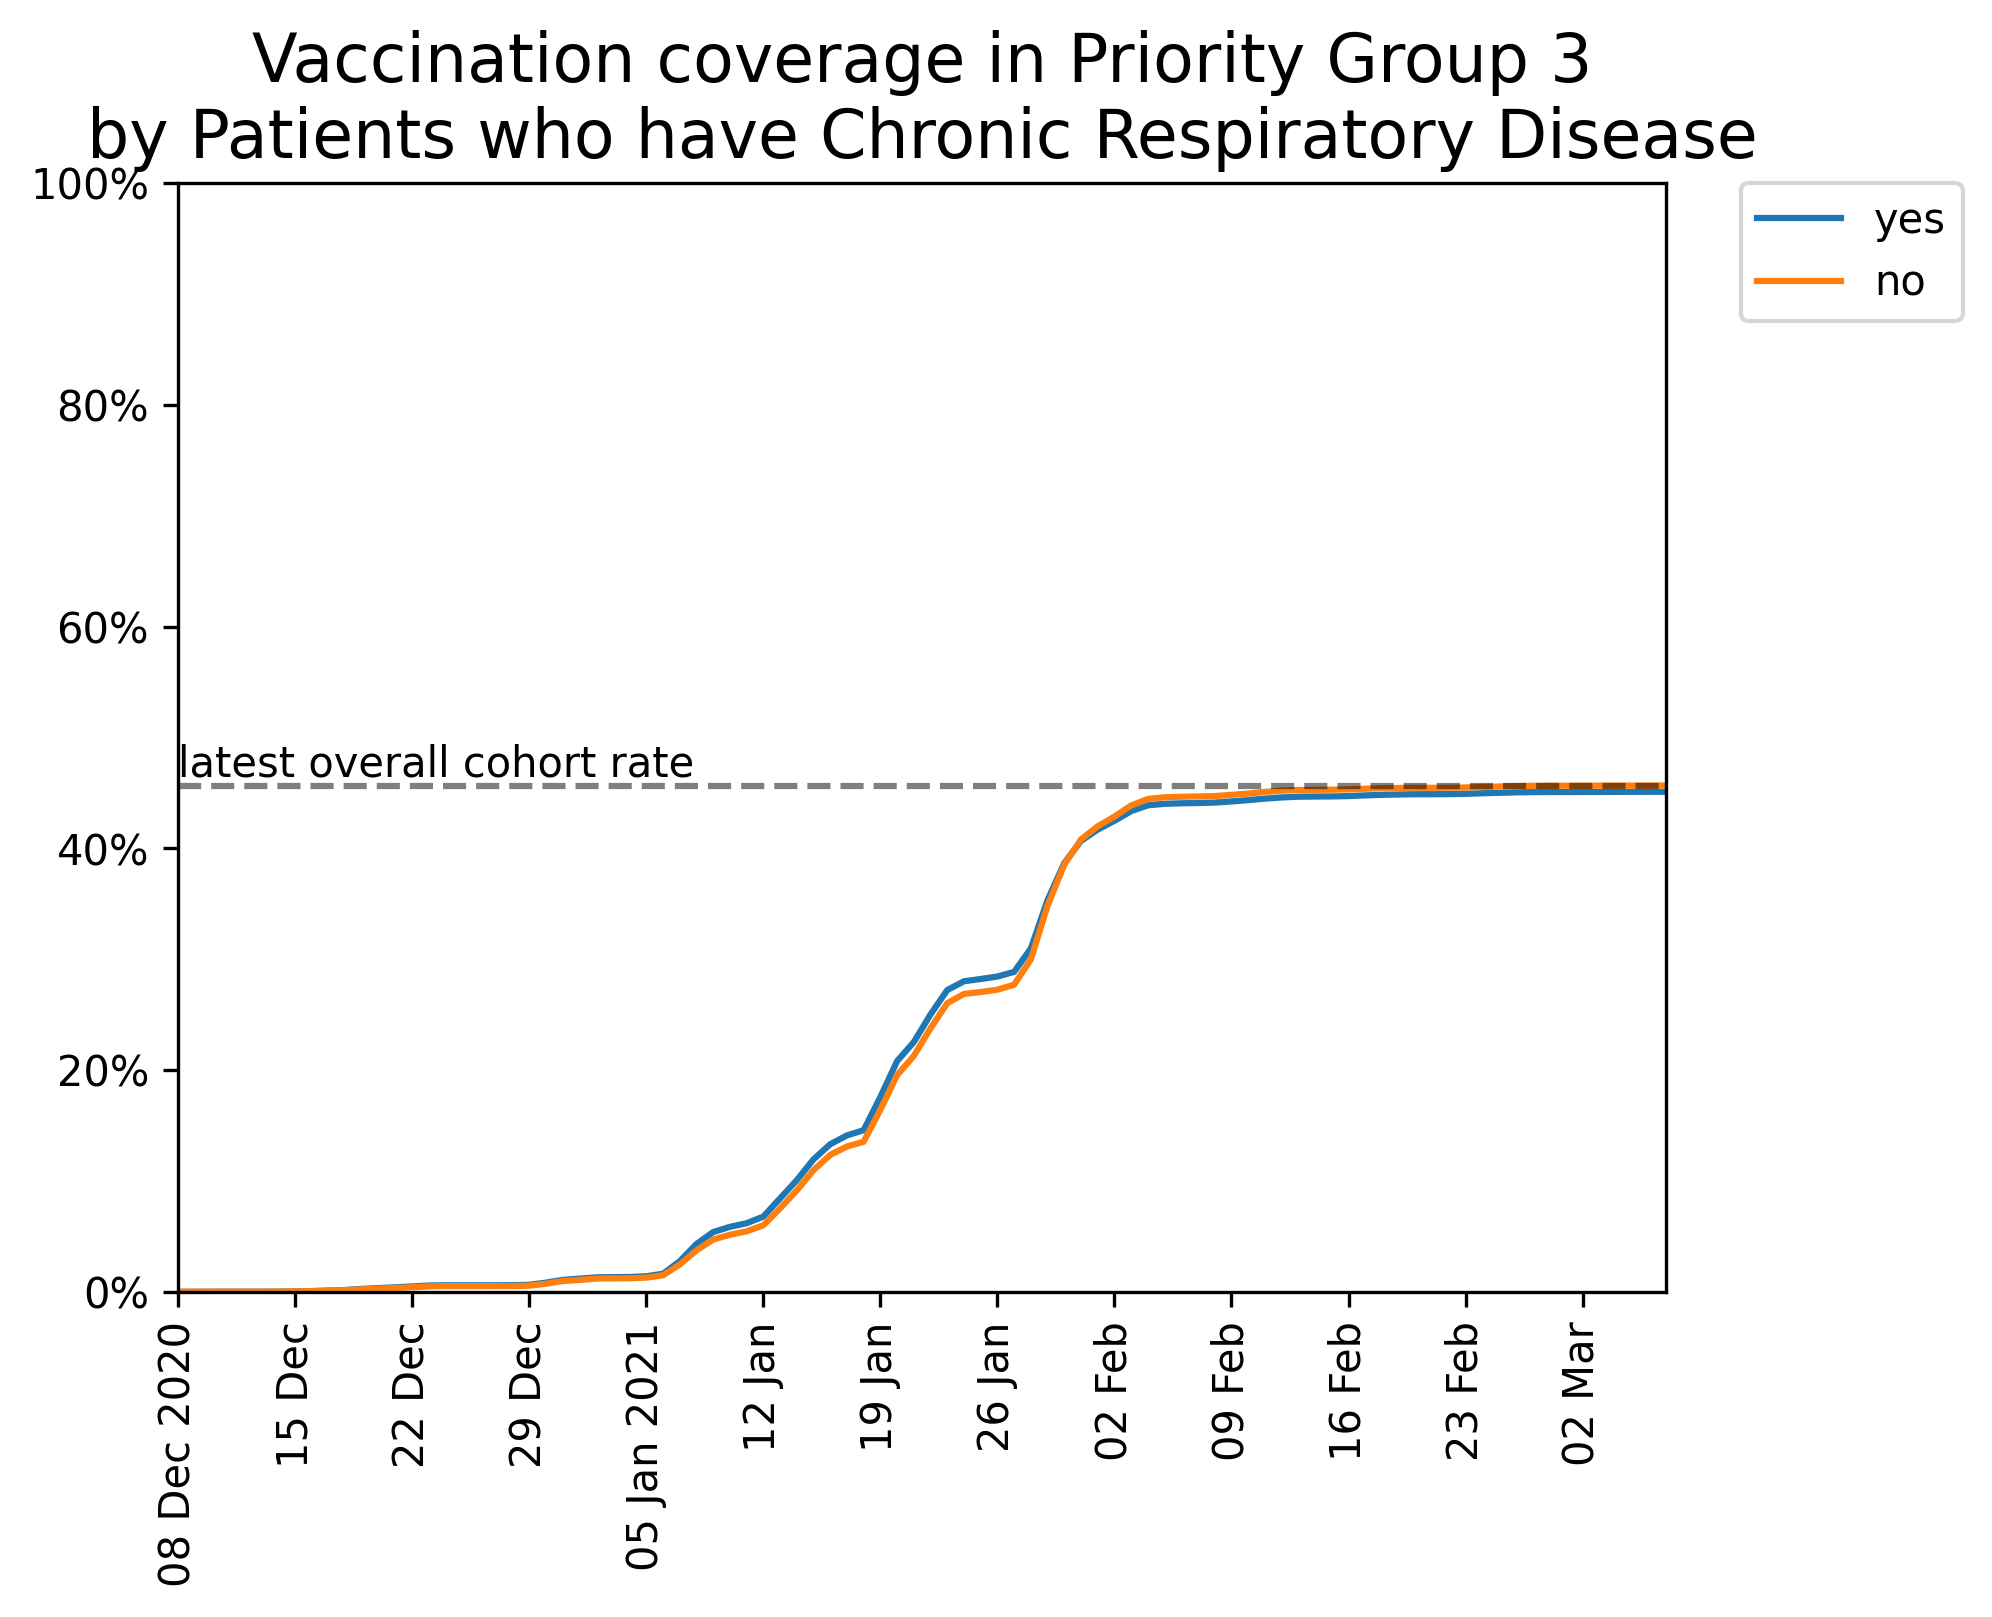 Vaccination coverage in Priority Group 3
by Patients who have Chronic Respiratory Disease
100%
80%
60%
40%
20%
0%
latest overall cohort rate
yes
no
08 Dec 2020
15 Dec
22 Dec
29 Dec
05 Jan 2021
12 Jan
19 Jan
26 Jan
02 Feb
09 Feb
16 Feb
23 Feb
02 Mar